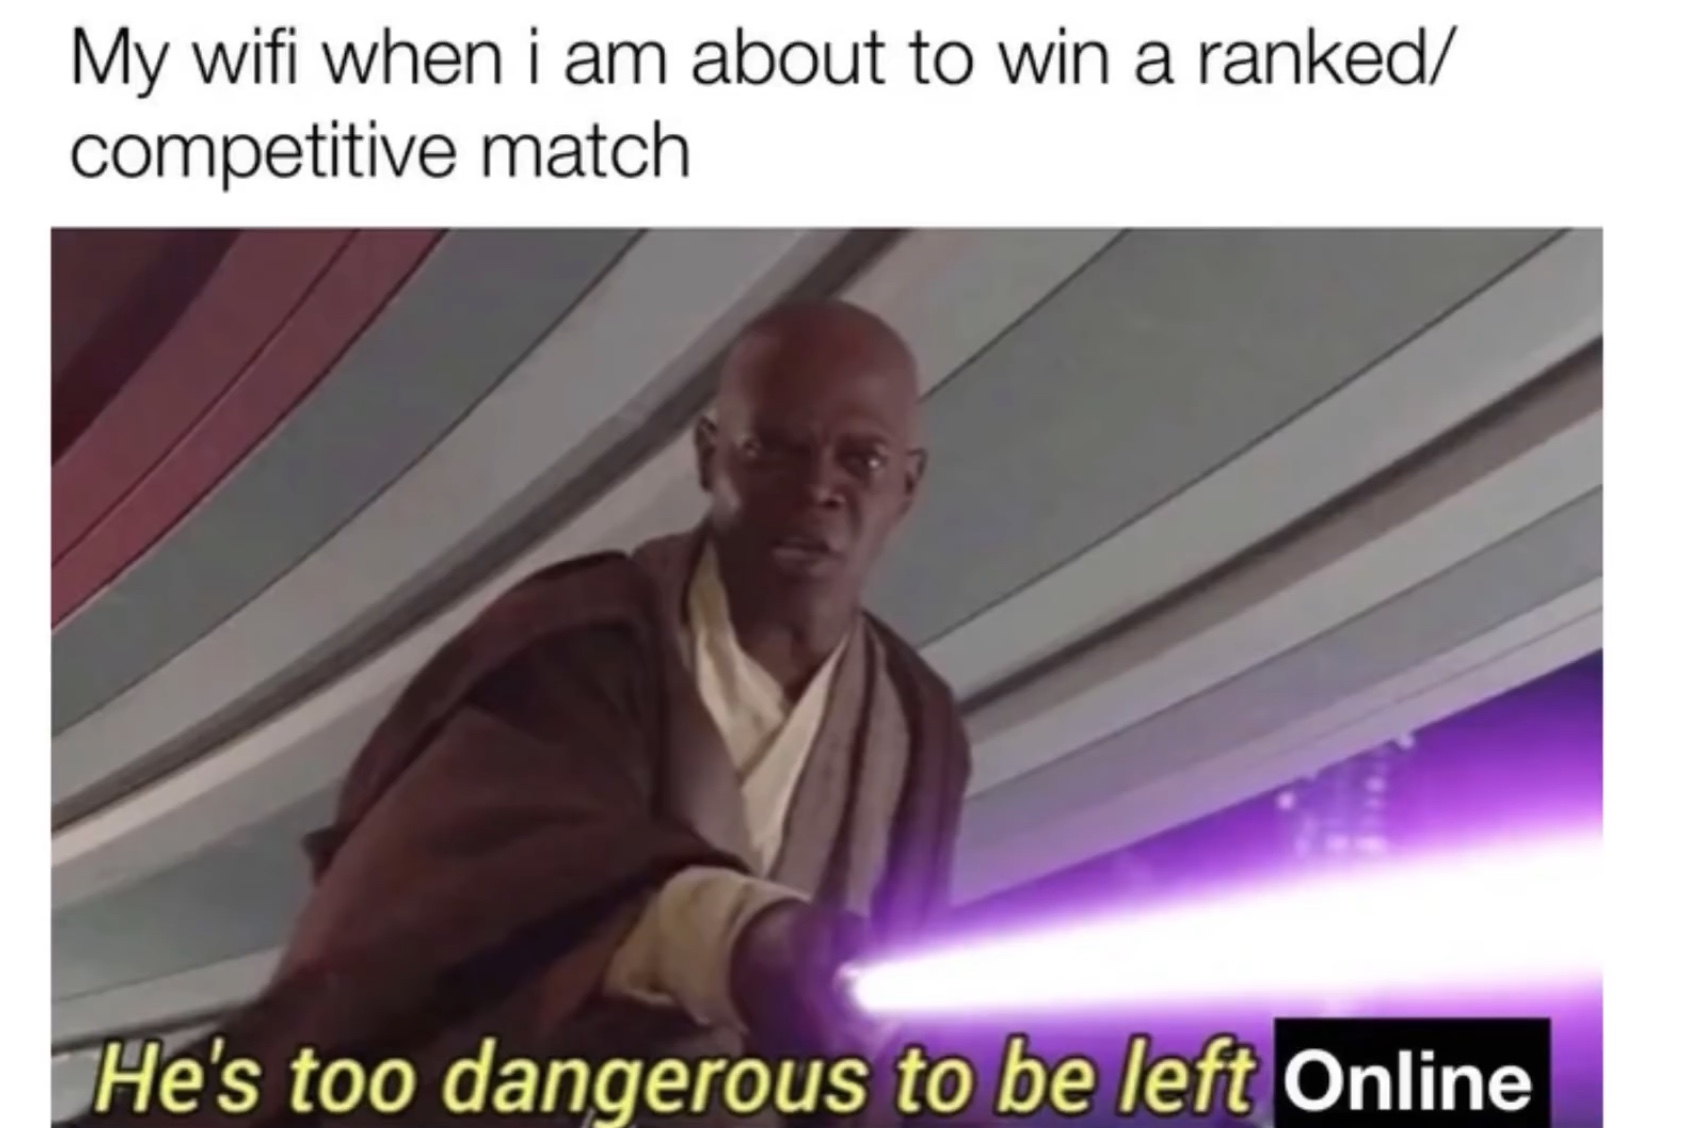 My wifi when i am about to win a ranked/
competitive match
He's too dangerous to be left Online